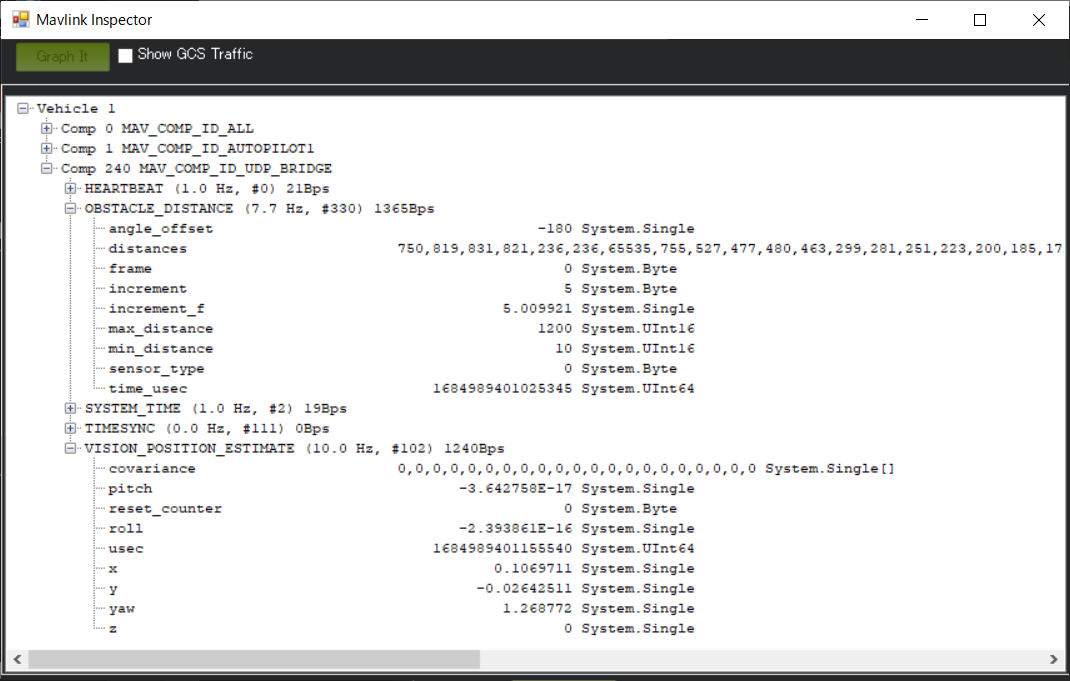 Mavlink Inspector
Graph It Show GCS Traffic
Vehicle 1
Comp 0 MAV_COMP_ID_ALL
Comp 1 MAV_COMP_ID_AUTOPILOT1
Comp 240 MAV_COMP_ID_UDP_BRIDGE
HEARTBEAT (1.0 Hz, #0) 21Bps
OBSTACLE_DISTANCE (7.7 Hz, #330) 1365Bps
angle_offset -180 System.Single
distances 750,819,831,821,236,236,65535,755,527,477,480,463,299,281,251,223,200,185,17
frame 0 System.Byte
increment 5 System.Byte
increment_f 5.009921 System.Single
max_distance 1200 System.UInt16
min_distance 10 System.UInt16
sensor_type 0 System.Byte
time_usec 1684989401025345 System.UInt64
SYSTEM_TIME (1.0 Hz, #2) 19Bps
TIMESYNC (0.0 Hz, #111) 0Bps
VISION_POSITION_ESTIMATE (10.0 Hz, #102) 1240Bps
covariance 0,0,0,0,0,0,0,0,0,0,0,0,0,0,0,0,0,0,0,0,0 System.Single[]
pitch -3.642758E-17 System.Single
reset_counter 0 System.Byte
roll -2.393861E-16 System.Single
usec 1684989401155540 System.UInt64
x 0.1069711 System.Single
y -0.02642511 System.Single
yaw 1.268772 System.Single
z 0 System.Single